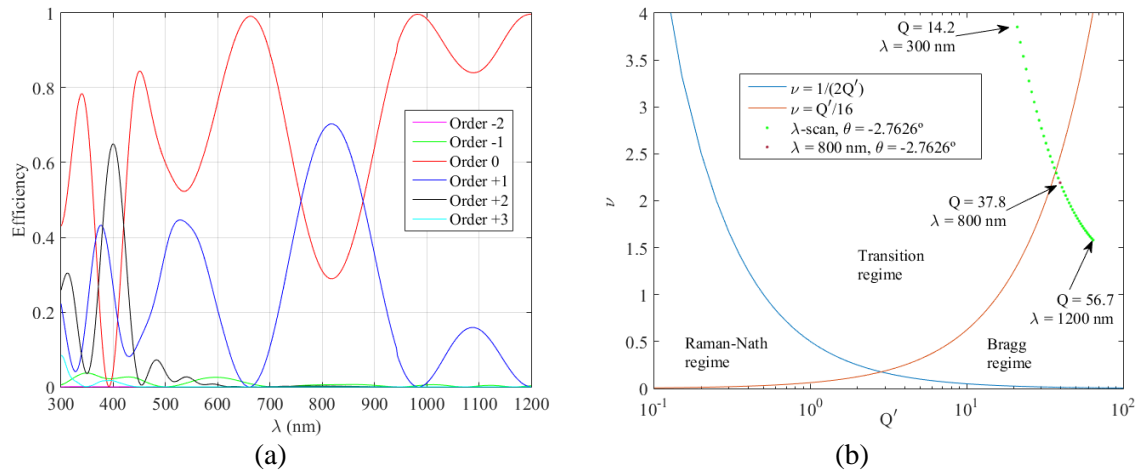 1
0.8
0.6
0.4
0.2
0
Efficiency
300 400 500 600 700 800 900 1000 1100 1200
λ (nm)
Order -2
Order -1
Order 0
Order +1
Order +2
Order +3
(a)
4
3.5
3
2.5
2
1.5
1
0.5
0
ν
10⁻¹ 10⁰ 10¹ 10²
Q′
ν = 1/(2Q′)
ν = Q′/16
λ-scan, θ = -2.7626º
λ = 800 nm, θ = -2.7626º
Q = 14.2
λ = 300 nm
Q = 37.8
λ = 800 nm
Q = 56.7
λ = 1200 nm
Transition
regime
Raman-Nath
regime
Bragg
regime
(b)